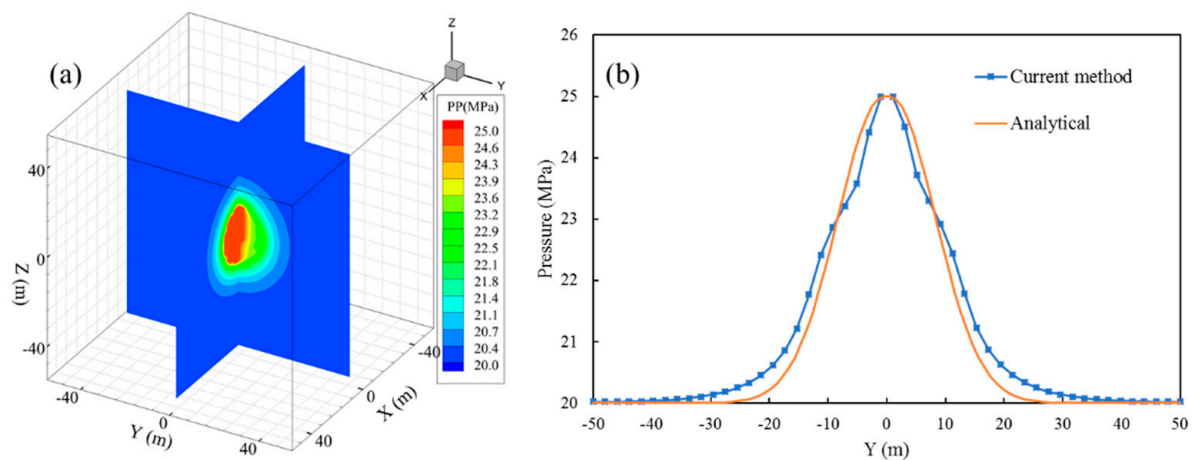 (a)
Z
Y
X
PP(MPa)
25.0
24.6
24.3
23.9
23.6
23.2
22.9
22.5
22.1
21.8
21.4
21.1
20.7
20.4
20.0
40
0
-40
Z (m)
-40
0
40
Y (m)
40
0
-40
X (m)
(b)
26
25
24
23
22
21
20
Pressure (MPa)
Current method
Analytical
-50 -40 -30 -20 -10 0 10 20 30 40 50
Y (m)